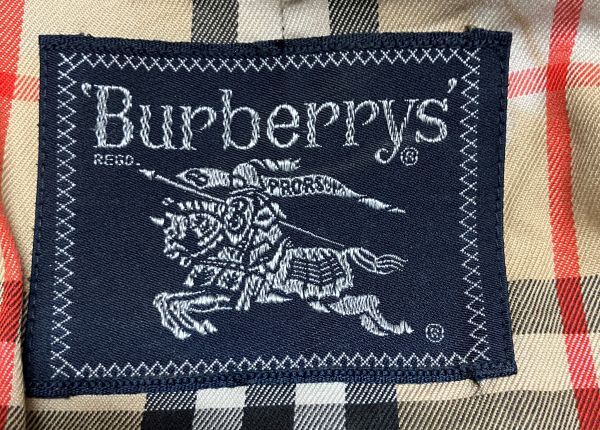 'Burberrys'®
REGD.
PRORSUM
®